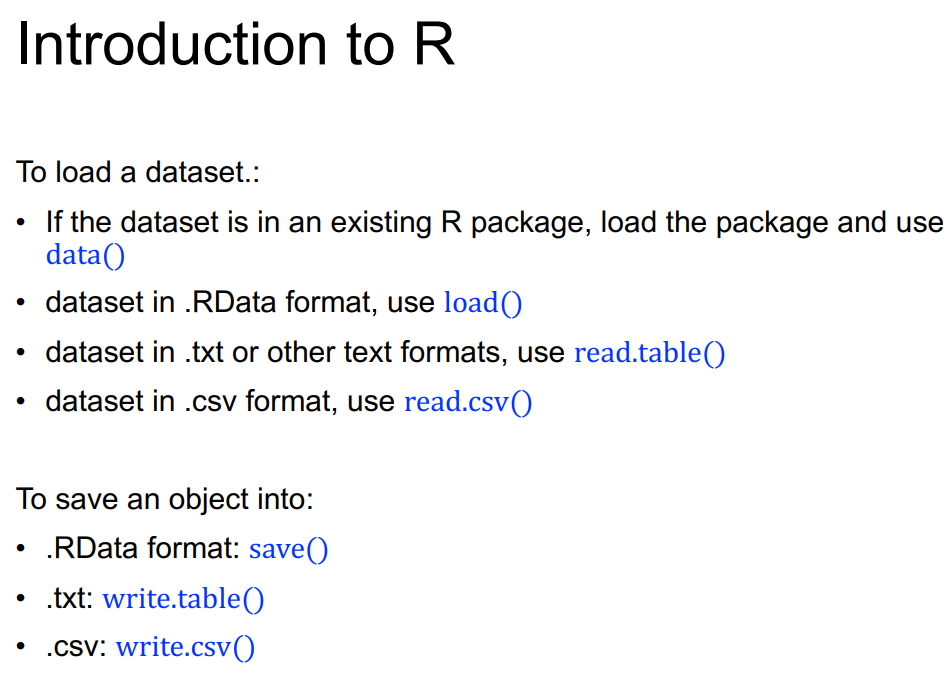 Introduction to R
To load a dataset.:
• If the dataset is in an existing R package, load the package and use
data()
• dataset in .RData format, use load()
• dataset in .txt or other text formats, use read.table()
• dataset in .csv format, use read.csv()
To save an object into:
• .RData format: save()
• .txt: write.table()
• .csv: write.csv()